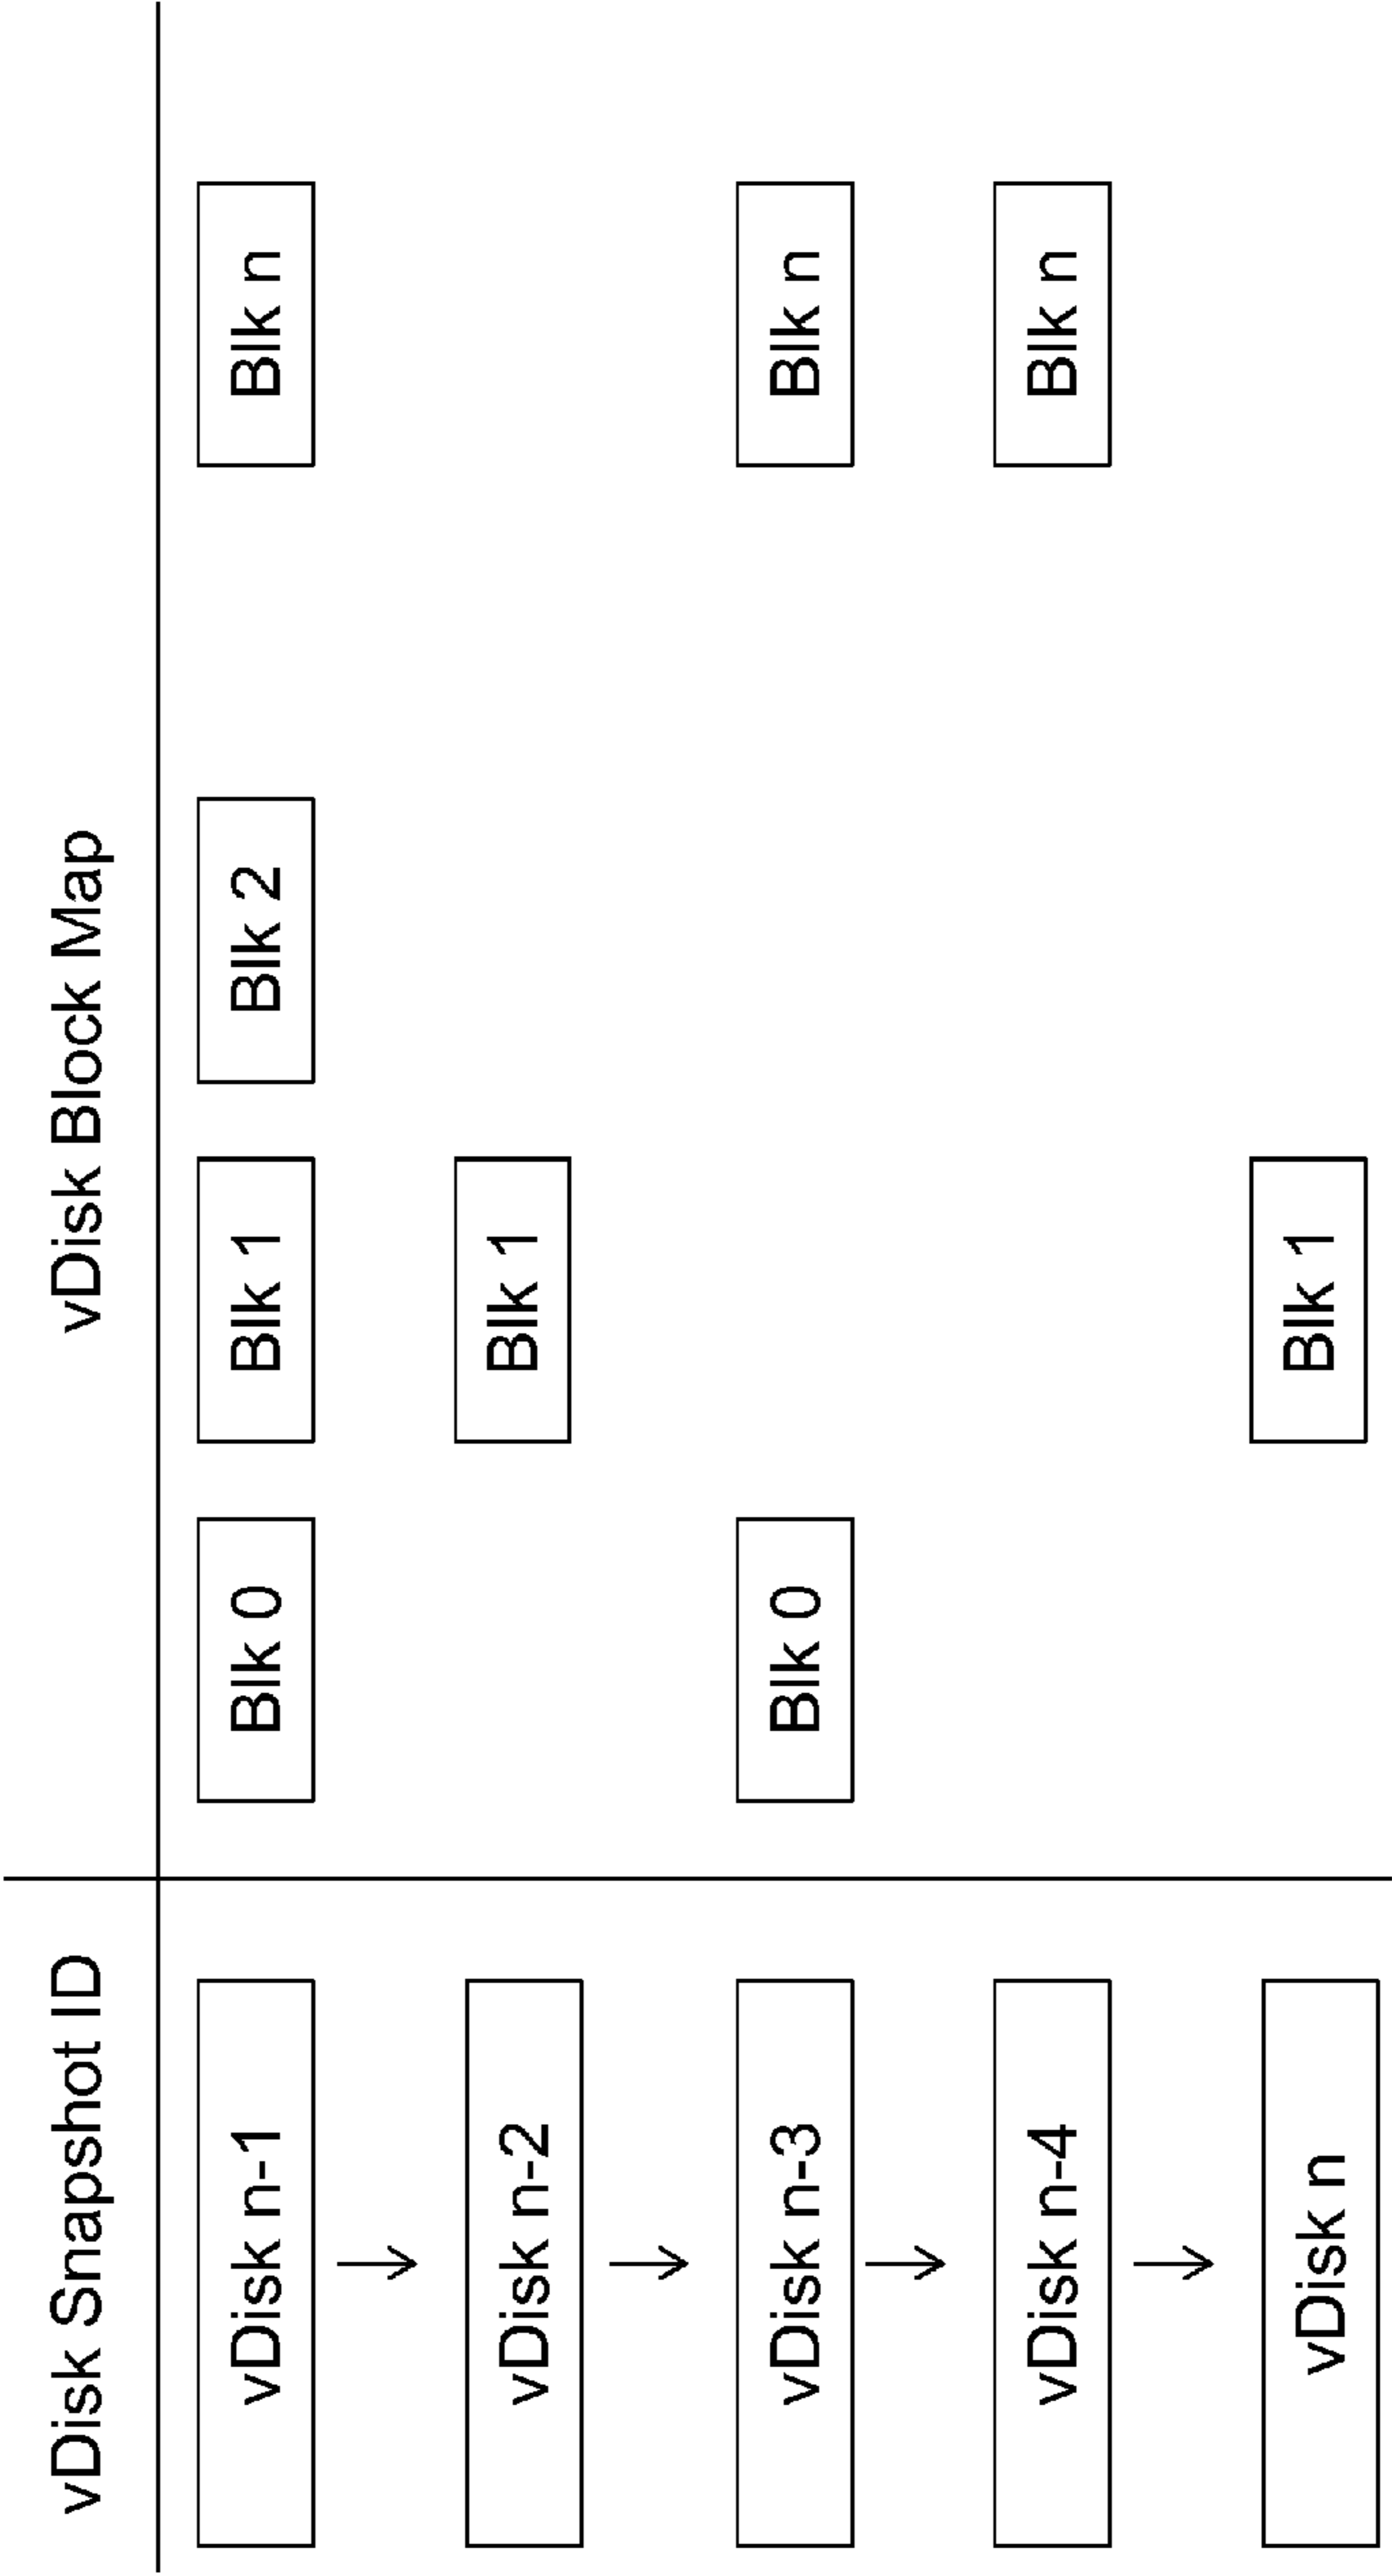 vDisk Snapshot ID
vDisk Block Map
vDisk n-1
Blk 0
Blk 1
Blk 2
Blk n
vDisk n-2
Blk 1
vDisk n-3
Blk 0
Blk n
vDisk n-4
Blk n
vDisk n
Blk 1